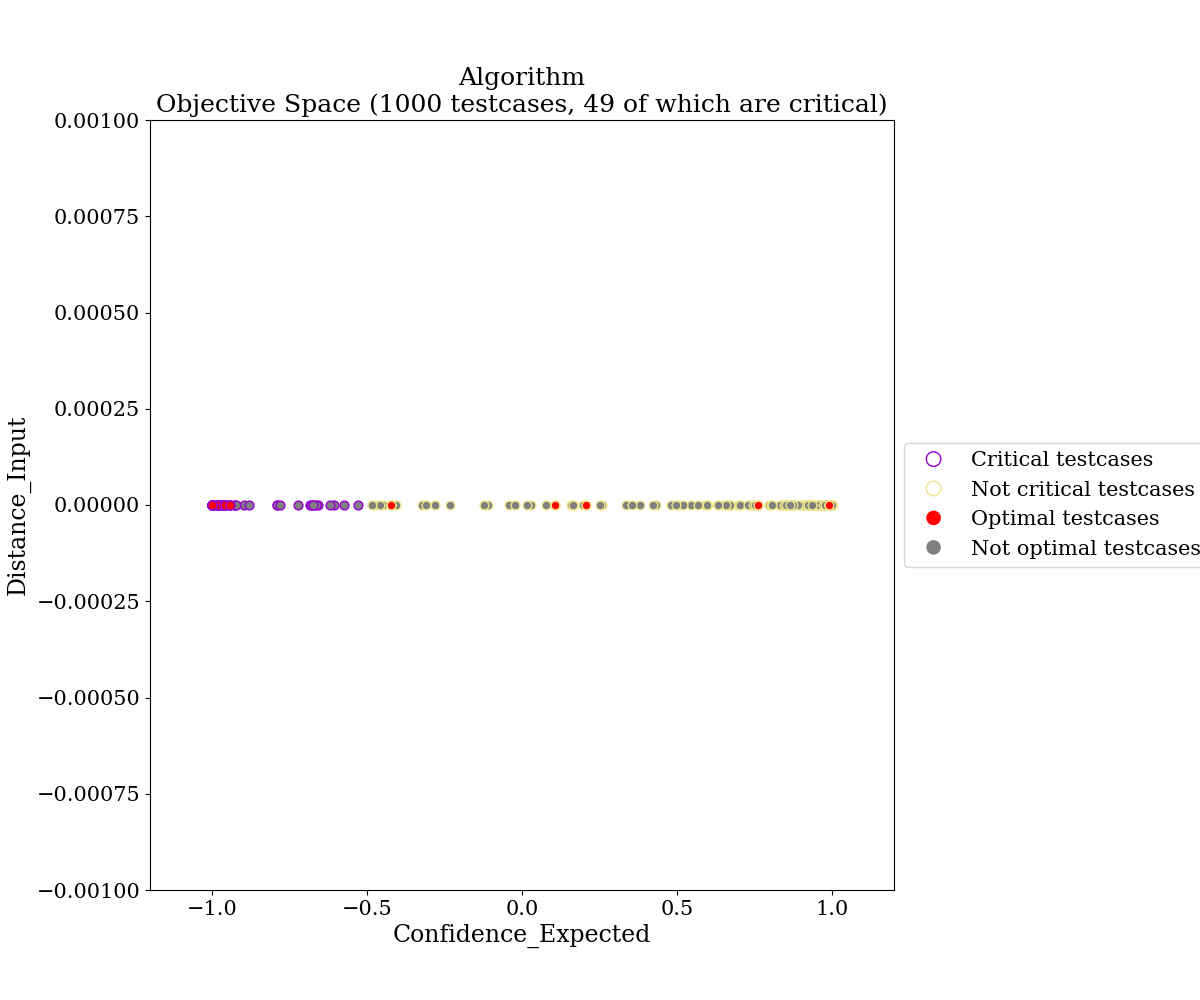 Algorithm
Objective Space (1000 testcases, 49 of which are critical)
0.00100
0.00075
0.00050
0.00025
0.00000
−0.00025
−0.00050
−0.00075
−0.00100
Distance_Input
−1.0
−0.5
0.0
0.5
1.0
Confidence_Expected
Critical testcases
Not critical testcases
Optimal testcases
Not optimal testcases